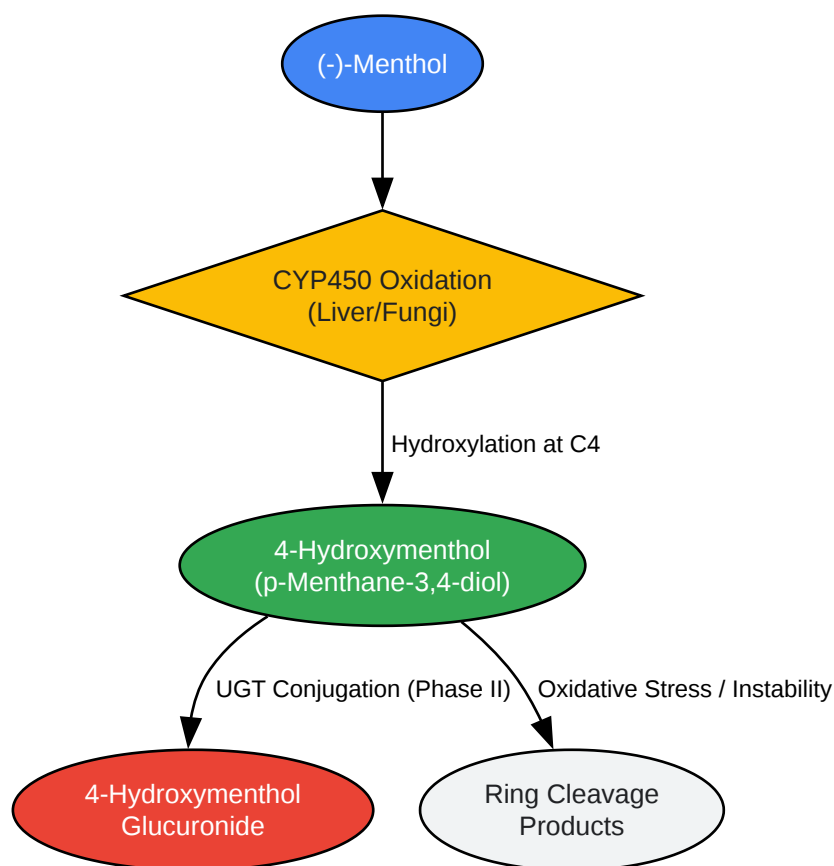 (-)-Menthol
CYP450 Oxidation
(Liver/Fungi)
Hydroxylation at C4
4-Hydroxymenthol
(p-Menthane-3,4-diol)
UGT Conjugation (Phase II)
Oxidative Stress / Instability
4-Hydroxymenthol
Glucuronide
Ring Cleavage
Products